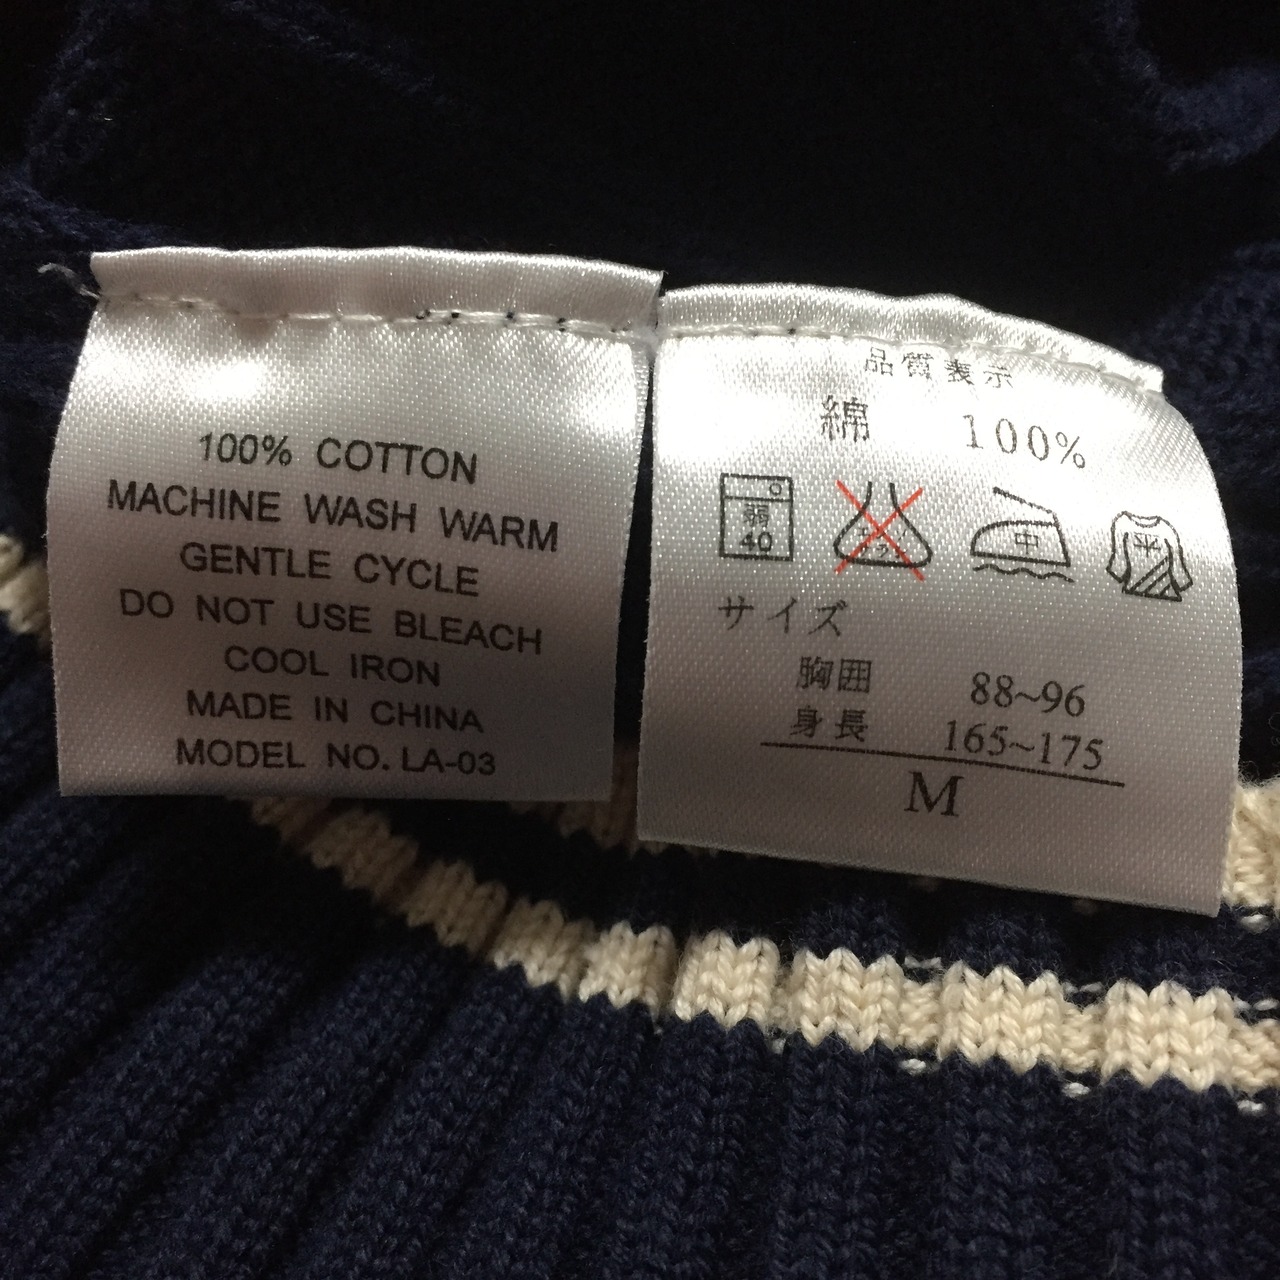 100% COTTON
MACHINE WASH WARM
GENTLE CYCLE
DO NOT USE BLEACH
COOL IRON
MADE IN CHINA
MODEL NO. LA-03
品質表示
綿 100%
弱
40
中
平
サイズ
胸囲 88~96
身長 165~175
M